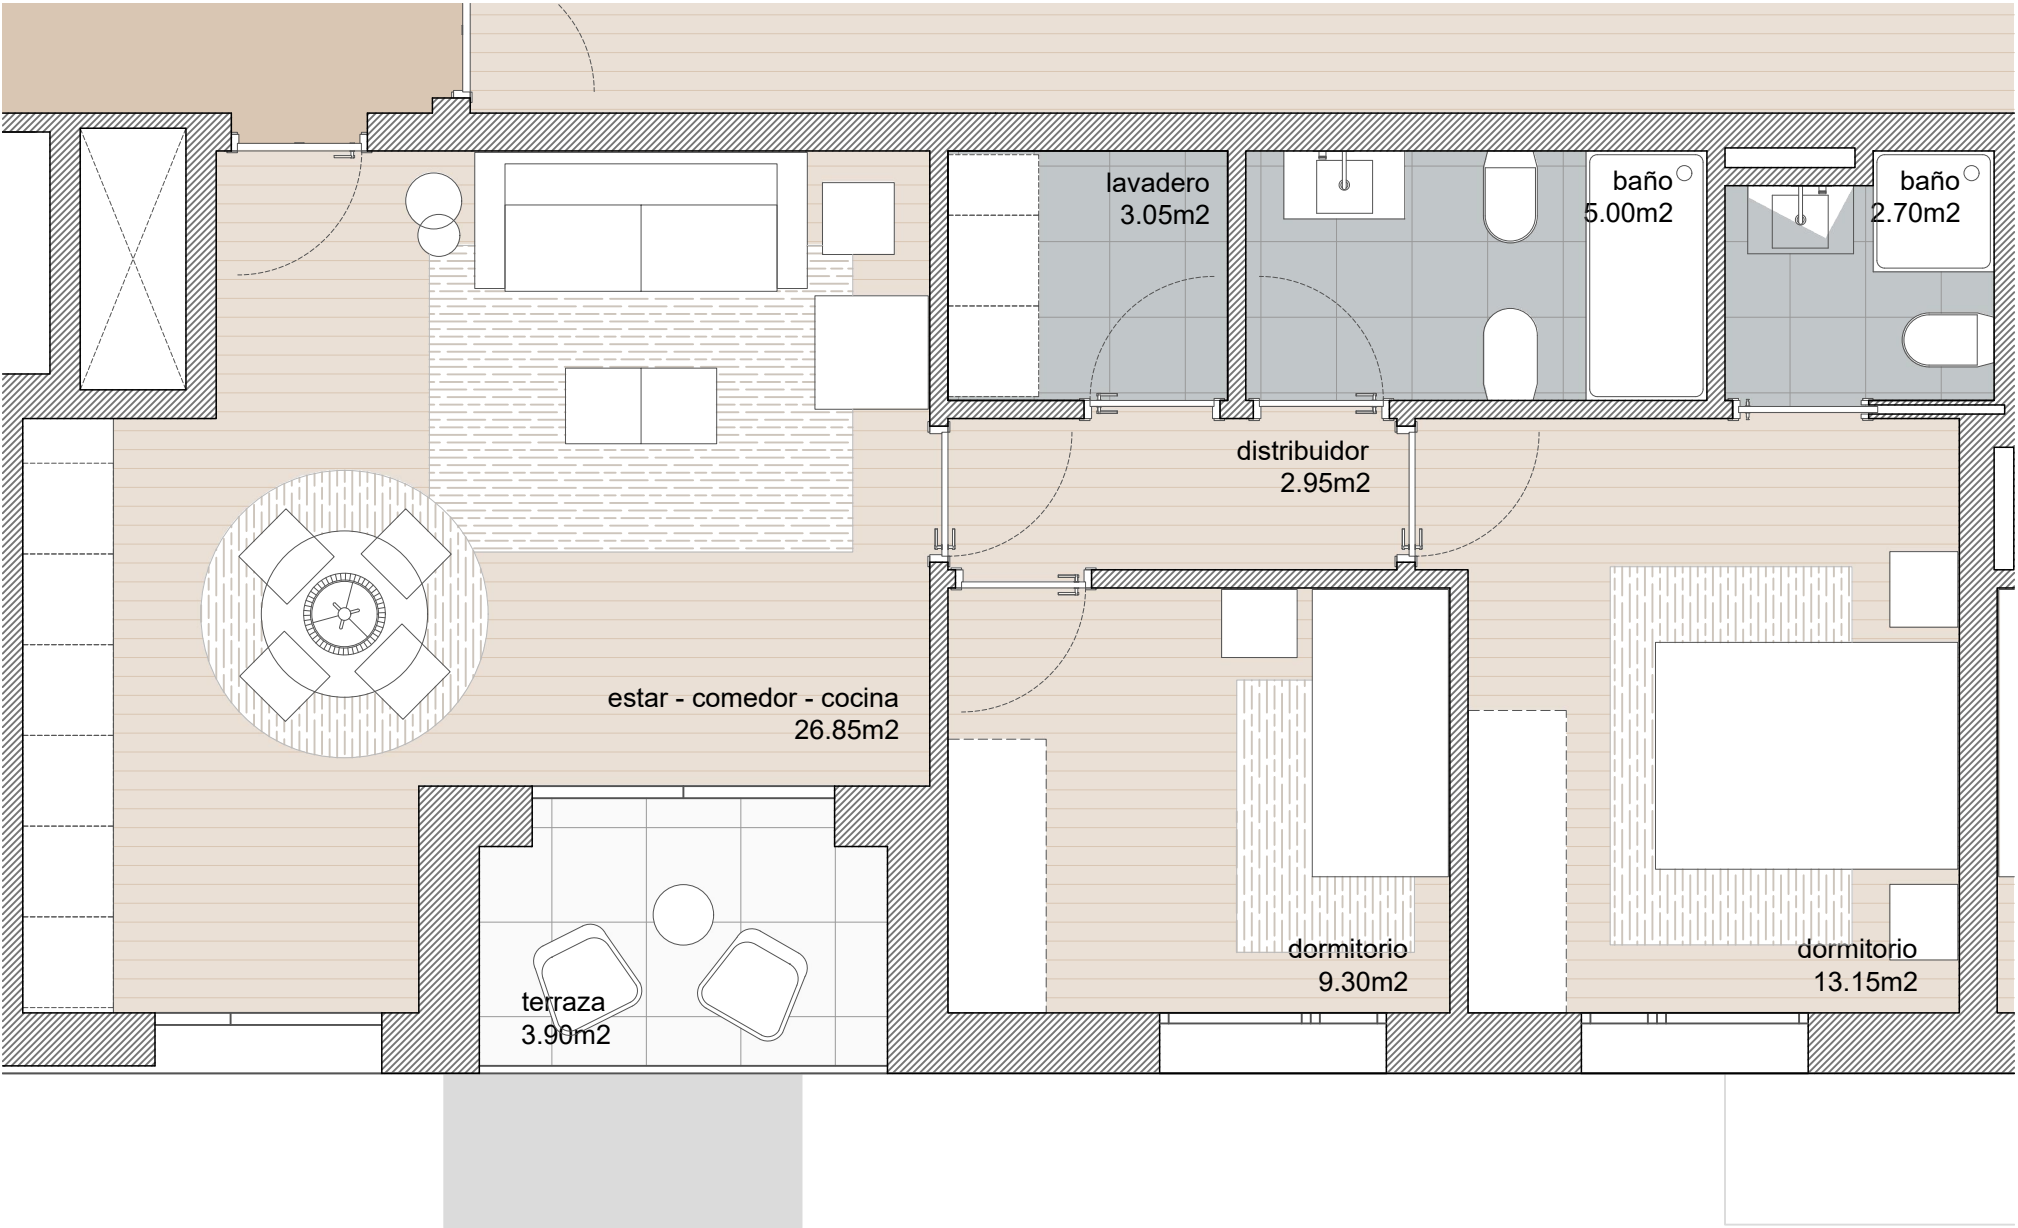 lavadero
3.05m2
baño
5.00m2
baño
2.70m2
distribuidor
2.95m2
estar - comedor - cocina
26.85m2
dormitorio
9.30m2
dormitorio
13.15m2
terraza
3.90m2